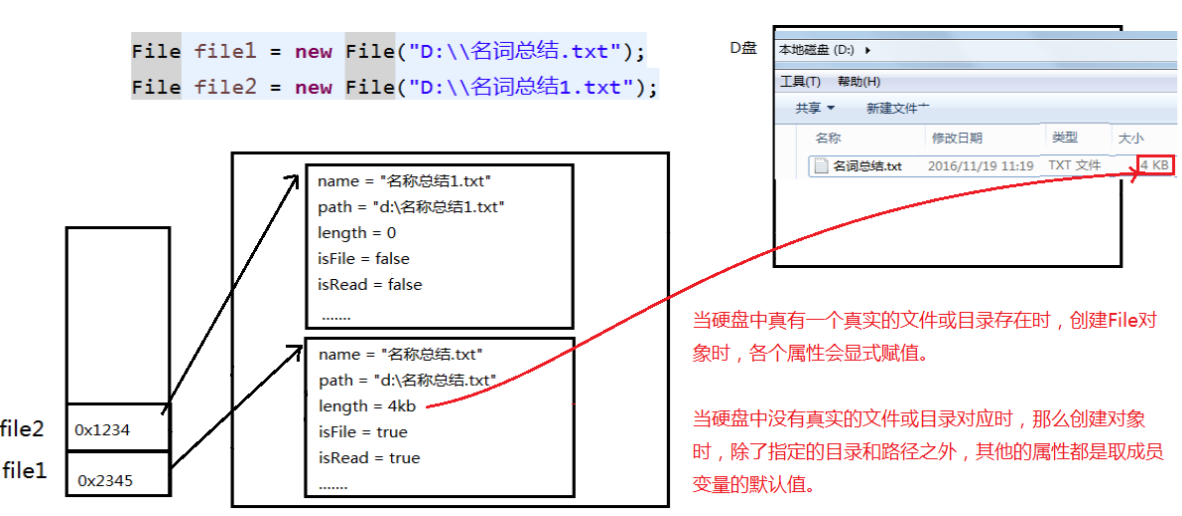 File file1 = new File("D:\\名词总结.txt");
File file2 = new File("D:\\名词总结1.txt");
D盘
本地磁盘 (D:)
工具(T) 帮助(H)
共享 新建文件
名称 修改日期 类型 大小
名词总结.txt 2016/11/19 11:19 TXT 文件 4 KB
name = "名称总结1.txt"
path = "d:\名称总结1.txt"
length = 0
isFile = false
isRead = false
.......
name = "名称总结.txt"
path = "d:\名称总结.txt"
length = 4kb
isFile = true
isRead = true
.......
file2 0x1234
file1 0x2345
当硬盘中真有一个真实的文件或目录存在时，创建File对
象时，各个属性会显式赋值。
当硬盘中没有真实的文件或目录对应时，那么创建对象
时，除了指定的目录和路径之外，其他的属性都是取成员
变量的默认值。